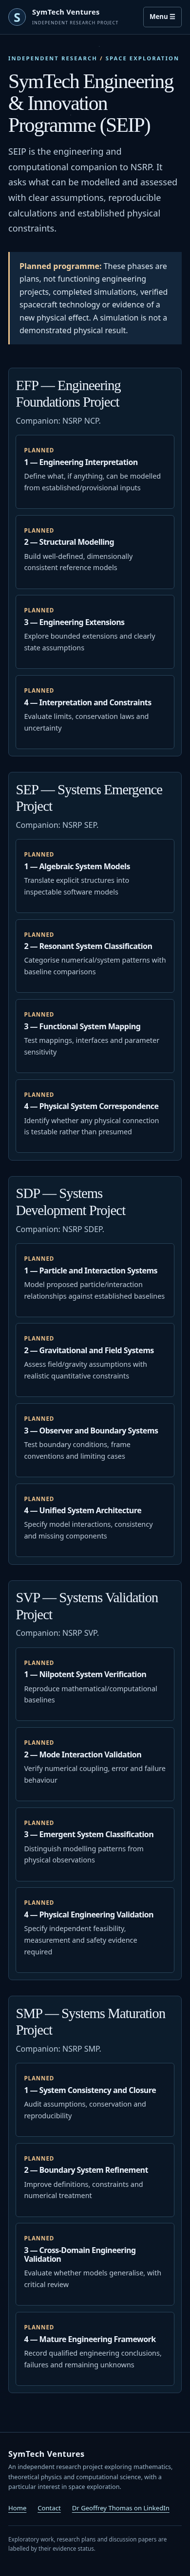 S
SymTech Ventures
INDEPENDENT RESEARCH PROJECT
Menu ☰
INDEPENDENT RESEARCH / SPACE EXPLORATION
SymTech Engineering
& Innovation
Programme (SEIP)
SEIP is the engineering and
computational companion to NSRP. It
asks what can be modelled and assessed
with clear assumptions, reproducible
calculations and established physical
constraints.
Planned programme: These phases are
plans, not functioning engineering
projects, completed simulations, verified
spacecraft technology or evidence of a
new physical effect. A simulation is not a
demonstrated physical result.
EFP — Engineering
Foundations Project
Companion: NSRP NCP.
PLANNED
1 — Engineering Interpretation
Define what, if anything, can be modelled
from established/provisional inputs
PLANNED
2 — Structural Modelling
Build well-defined, dimensionally
consistent reference models
PLANNED
3 — Engineering Extensions
Explore bounded extensions and clearly
state assumptions
PLANNED
4 — Interpretation and Constraints
Evaluate limits, conservation laws and
uncertainty
SEP — Systems Emergence
Project
Companion: NSRP SEP.
PLANNED
1 — Algebraic System Models
Translate explicit structures into
inspectable software models
PLANNED
2 — Resonant System Classification
Categorise numerical/system patterns with
baseline comparisons
PLANNED
3 — Functional System Mapping
Test mappings, interfaces and parameter
sensitivity
PLANNED
4 — Physical System Correspondence
Identify whether any physical connection
is testable rather than presumed
SDP — Systems
Development Project
Companion: NSRP SDEP.
PLANNED
1 — Particle and Interaction Systems
Model proposed particle/interaction
relationships against established baselines
PLANNED
2 — Gravitational and Field Systems
Assess field/gravity assumptions with
realistic quantitative constraints
PLANNED
3 — Observer and Boundary Systems
Test boundary conditions, frame
conventions and limiting cases
PLANNED
4 — Unified System Architecture
Specify model interactions, consistency
and missing components
SVP — Systems Validation
Project
Companion: NSRP SVP.
PLANNED
1 — Nilpotent System Verification
Reproduce mathematical/computational
baselines
PLANNED
2 — Mode Interaction Validation
Verify numerical coupling, error and failure
behaviour
PLANNED
3 — Emergent System Classification
Distinguish modelling patterns from
physical observations
PLANNED
4 — Physical Engineering Validation
Specify independent feasibility,
measurement and safety evidence
required
SMP — Systems Maturation
Project
Companion: NSRP SMP.
PLANNED
1 — System Consistency and Closure
Audit assumptions, conservation and
reproducibility
PLANNED
2 — Boundary System Refinement
Improve definitions, constraints and
numerical treatment
PLANNED
3 — Cross-Domain Engineering
Validation
Evaluate whether models generalise, with
critical review
PLANNED
4 — Mature Engineering Framework
Record qualified engineering conclusions,
failures and remaining unknowns
SymTech Ventures
An independent research project exploring mathematics,
theoretical physics and computational science, with a
particular interest in space exploration.
Home Contact Dr Geoffrey Thomas on LinkedIn
Exploratory work, research plans and discussion papers are
labelled by their evidence status.